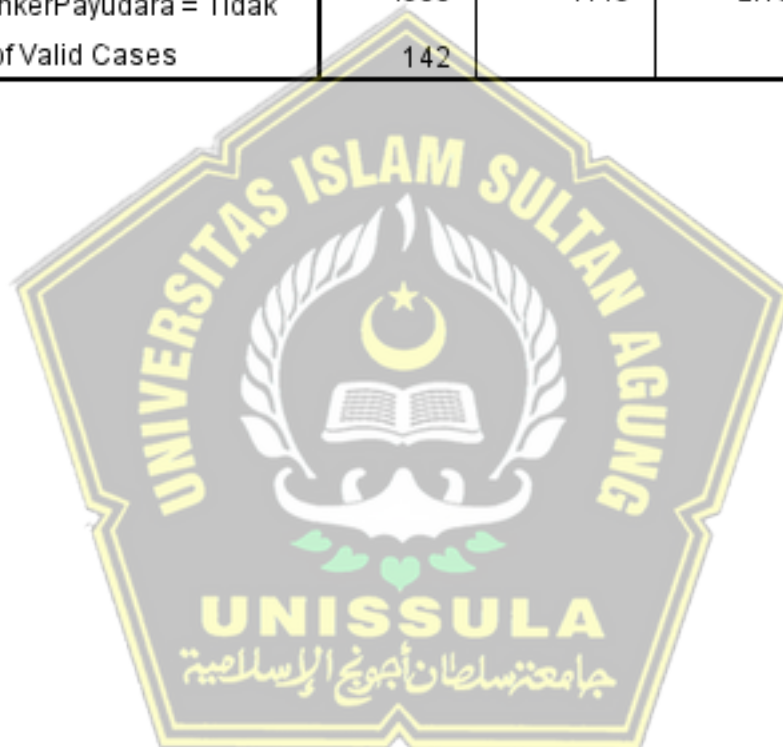 nkerPayudara = Tidak
of Valid Cases 142
UNIVERSITAS ISLAM SULTAN AGUNG
UNISSULA
جامعة سلطان أجونج الإسلامية